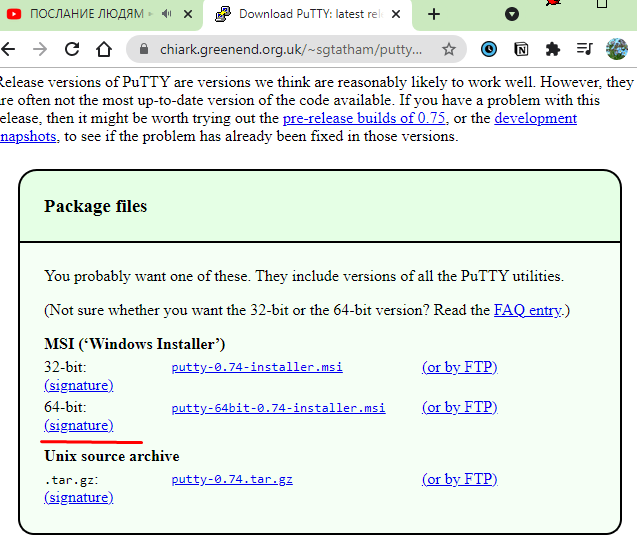 ПОСЛАНИЕ ЛЮДЯМ
Download PuTTY: latest rele
chiark.greenend.org.uk/~sgtatham/putty...
Release versions of PuTTY are versions we think are reasonably likely to work well. However, they
re often not the most up-to-date version of the code available. If you have a problem with this
elease, then it might be worth trying out the pre-release builds of 0.75, or the development
napshots, to see if the problem has already been fixed in those versions.
Package files
You probably want one of these. They include versions of all the PuTTY utilities.
(Not sure whether you want the 32-bit or the 64-bit version? Read the FAQ entry.)
MSI (‘Windows Installer’)
32-bit: putty-0.74-installer.msi (or by FTP)
(signature)
64-bit: putty-64bit-0.74-installer.msi (or by FTP)
(signature)
Unix source archive
.tar.gz: putty-0.74.tar.gz (or by FTP)
(signature)